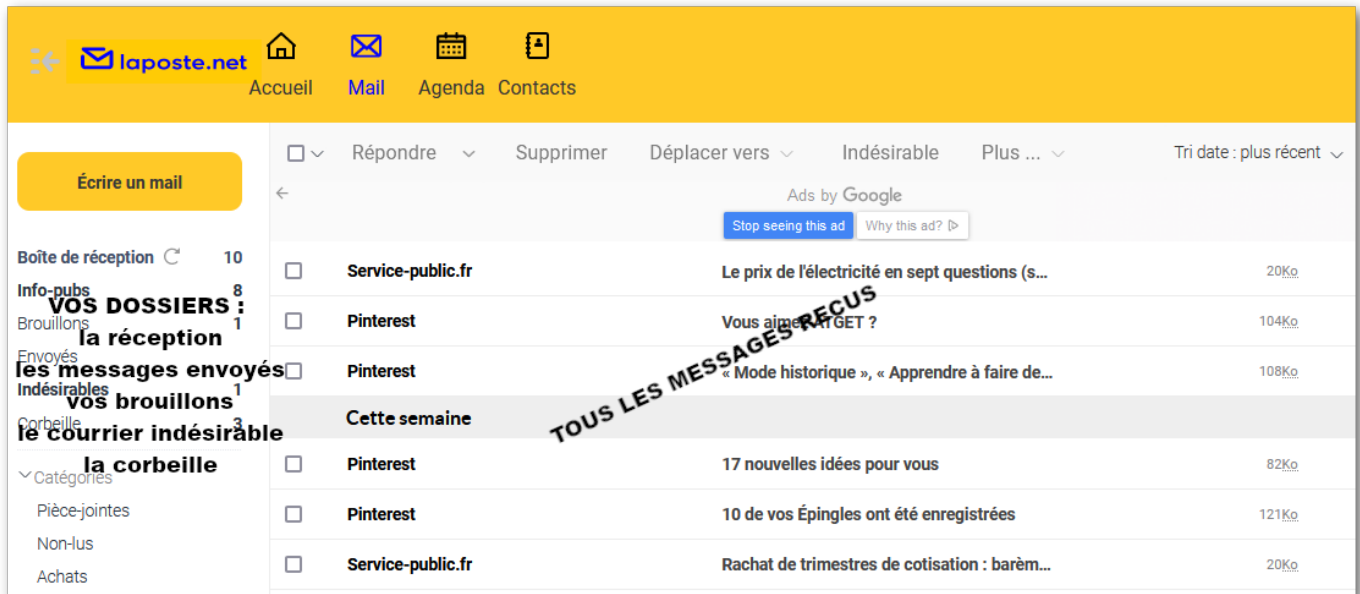 laposte.net
Accueil Mail Agenda Contacts
Répondre Supprimer Déplacer vers Indésirable Plus ... Tri date : plus récent
Écrire un mail
Ads by Google
Stop seeing this ad Why this ad?
Boîte de réception 10
Info-pubs 8
Brouillons 1
Envoyés
Indésirables 1
Corbeille 3
Catégories
Pièce-jointes
Non-lus
Achats
VOS DOSSIERS :
la réception
les messages envoyés
vos brouillons
le courrier indésirable
la corbeille
Service-public.fr Le prix de l'électricité en sept questions (s... 20Ko
Pinterest Vous aimez ATGET ? 104Ko
Pinterest « Mode historique », « Apprendre à faire de... 108Ko
Cette semaine
Pinterest 17 nouvelles idées pour vous 82Ko
Pinterest 10 de vos Épingles ont été enregistrées 121Ko
Service-public.fr Rachat de trimestres de cotisation : barèm... 20Ko
TOUS LES MESSAGES RECUS